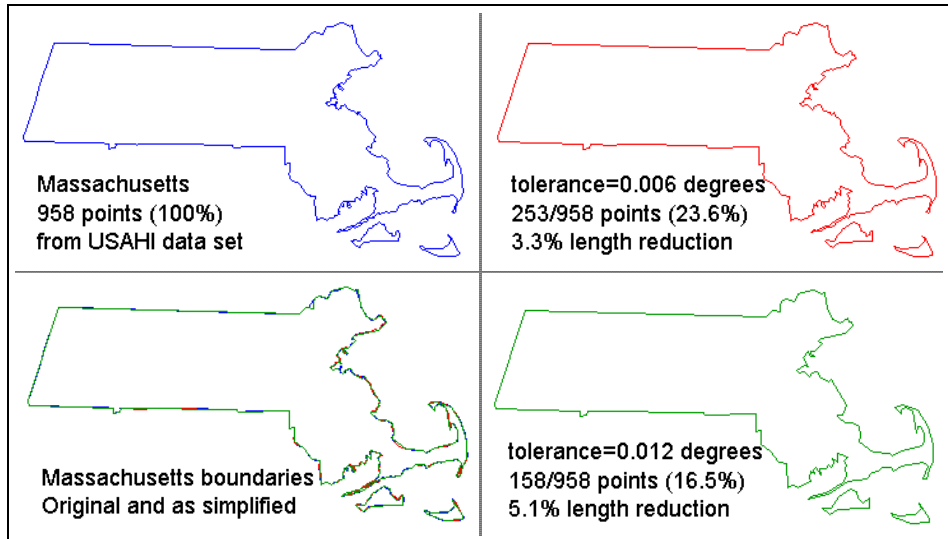 Massachusetts
958 points (100%)
from USAHI data set
tolerance=0.006 degrees
253/958 points (23.6%)
3.3% length reduction
Massachusetts boundaries
Original and as simplified
tolerance=0.012 degrees
158/958 points (16.5%)
5.1% length reduction